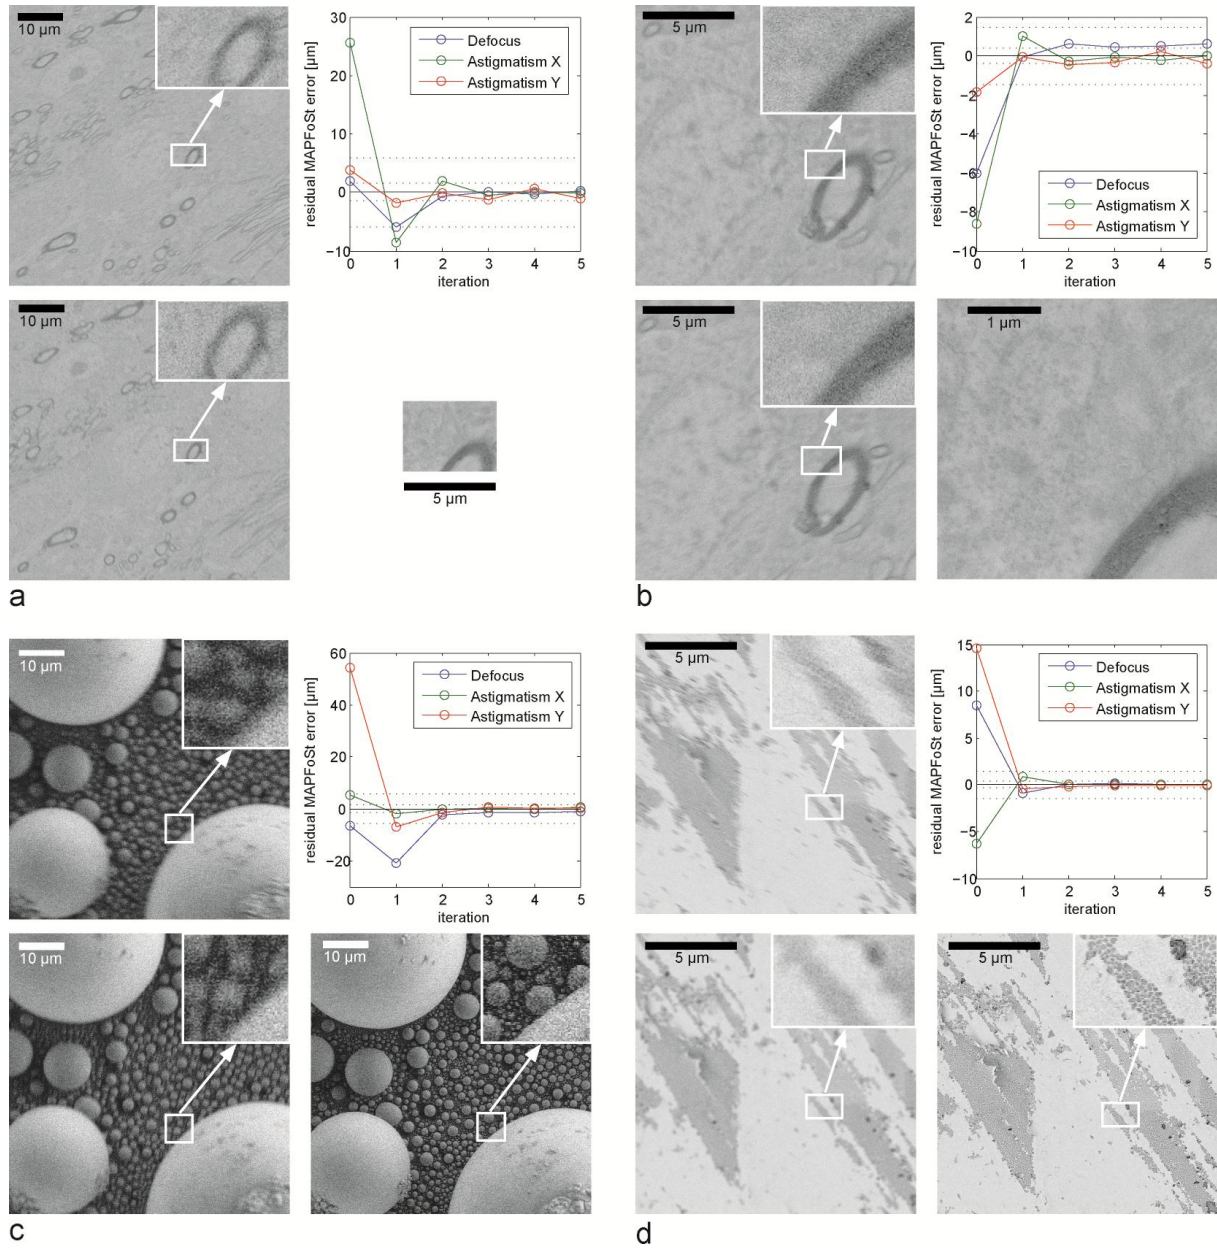 10 µm
30
20
10
0
−10
0 1 2 3 4 5
iteration
residual MAPFoSt error [µm]
Defocus
Astigmatism X
Astigmatism Y
10 µm
5 µm
a
5 µm
2
0
−2
−4
−6
−8
−10
0 1 2 3 4 5
iteration
residual MAPFoSt error [µm]
Defocus
Astigmatism X
Astigmatism Y
5 µm
1 µm
b
10 µm
60
40
20
0
−20
0 1 2 3 4 5
iteration
residual MAPFoSt error [µm]
Defocus
Astigmatism X
Astigmatism Y
10 µm
10 µm
c
5 µm
15
10
5
0
−5
−10
0 1 2 3 4 5
iteration
residual MAPFoSt error [µm]
Defocus
Astigmatism X
Astigmatism Y
5 µm
5 µm
d